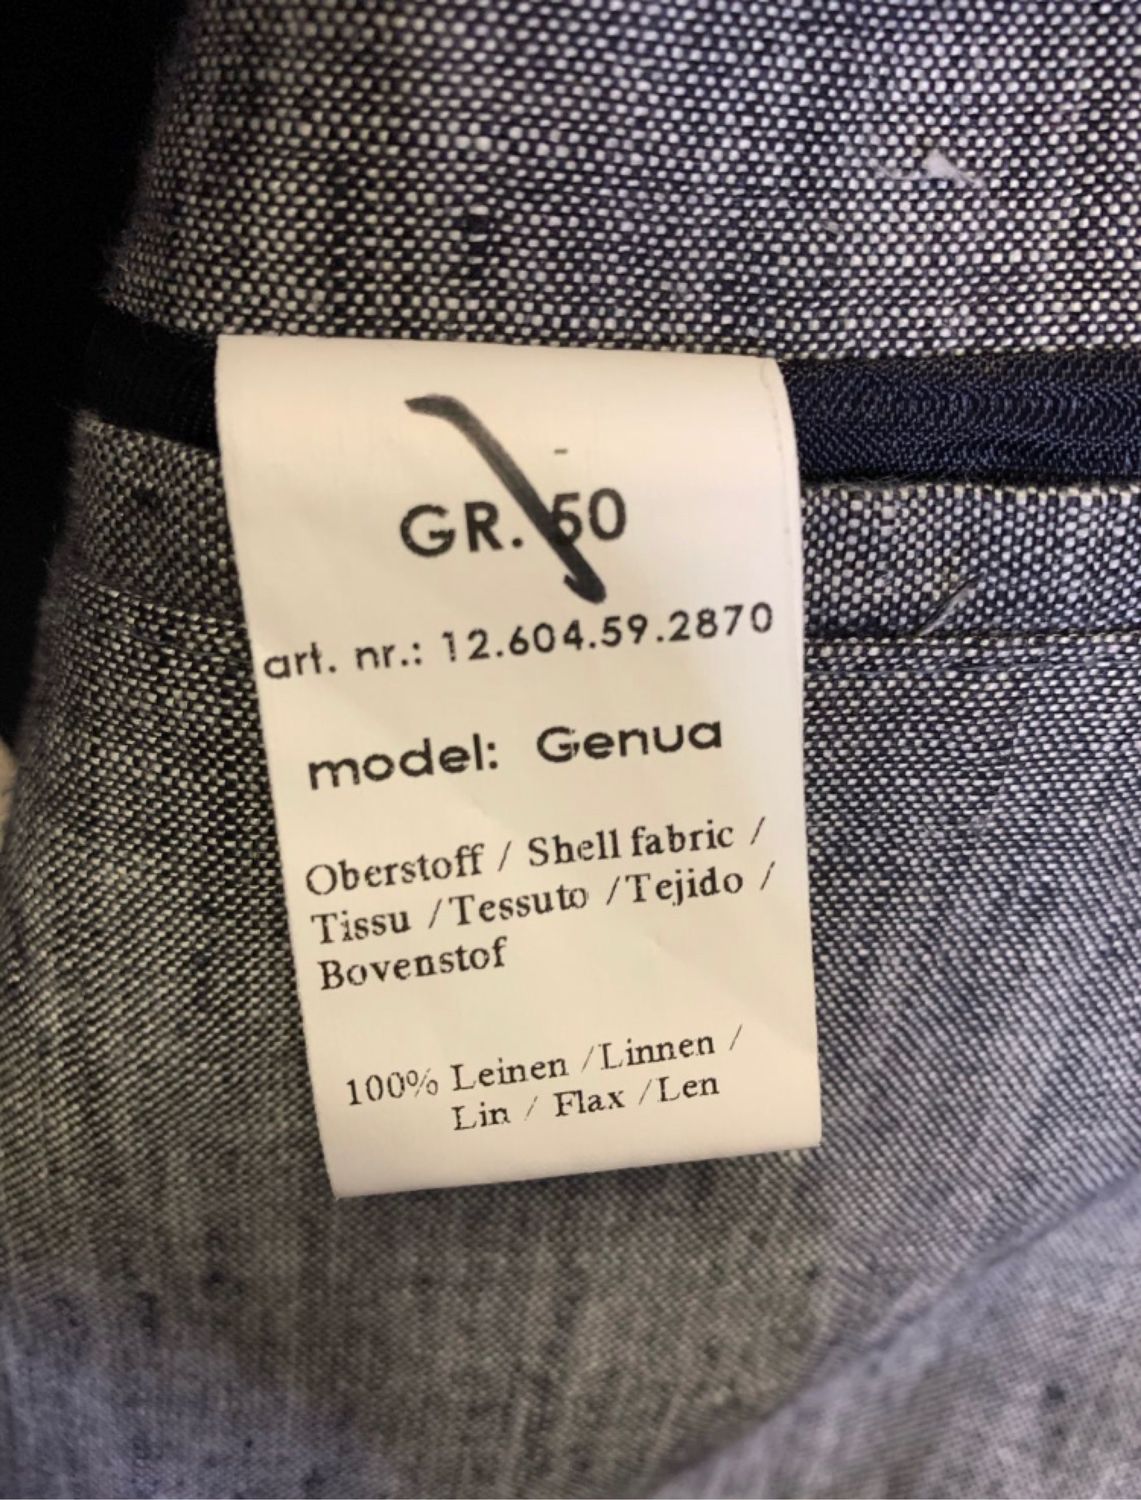 GR. 50
art. nr.: 12.604.59.2870
model: Genua
Oberstoff / Shell fabric /
Tissu / Tessuto / Tejido /
Bovenstof
100% Leinen / Linnen /
Lin / Flax / Len